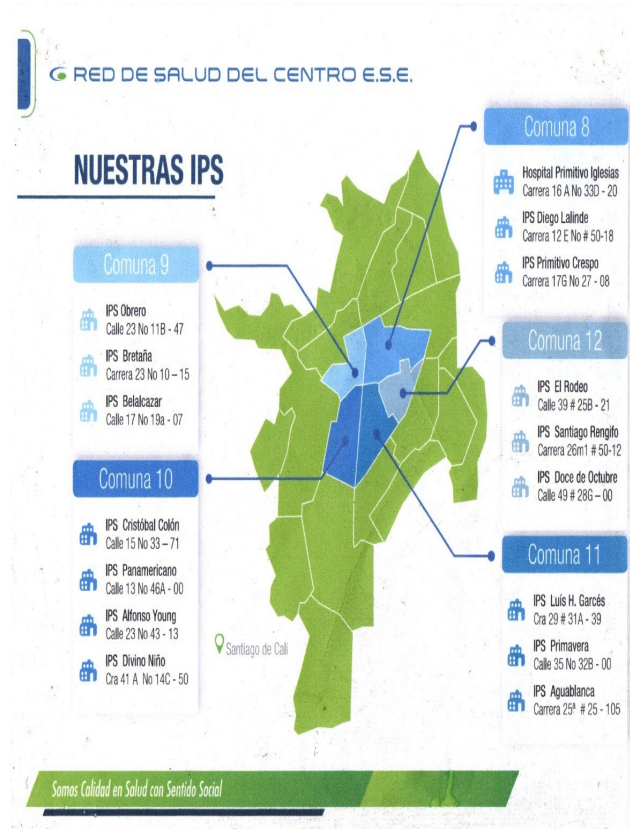 RED DE SALUD DEL CENTRO E.S.E.
NUESTRAS IPS
Comuna 8
Hospital Primitivo Iglesias
Carrera 16 A No 33D - 20
IPS Diego Lalinde
Carrera 12 E No # 50-18
IPS Primitivo Crespo
Carrera 17G No 27 - 08
Comuna 9
IPS Obrero
Calle 23 No 11B - 47
IPS Bretaña
Carrera 23 No 10 – 15
IPS Belalcazar
Calle 17 No 19a - 07
Comuna 12
IPS El Rodeo
Calle 39 # 25B - 21
IPS Santiago Rengifo
Carrera 26m1 # 50-12
IPS Doce de Octubre
Calle 49 # 28G – 00
Comuna 10
IPS Cristóbal Colón
Calle 15 No 33 – 71
IPS Panamericano
Calle 13 No 46A - 00
IPS Alfonso Young
Calle 23 No 43 - 13
IPS Divino Niño
Cra 41 A No 14C - 50
Comuna 11
IPS Luís H. Garcés
Cra 29 # 31A - 39
IPS Primavera
Calle 35 No 32B - 00
IPS Aguablanca
Carrera 25ª # 25 - 105
Santiago de Cali
Somos Calidad en Salud con Sentido Social